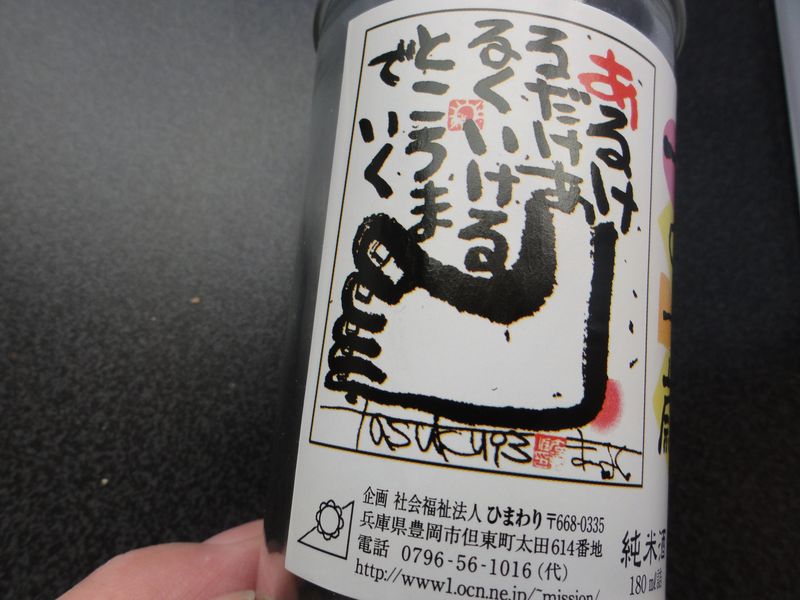 あるけ
るだけあ
るくいける
ところま
でいく
企画 社会福祉法人 ひまわり 〒668-0335
兵庫県豊岡市但東町太田614番地
電話 0796-56-1016(代)
http://www1.ocn.ne.jp/~mission/
純米酒
180ml詰